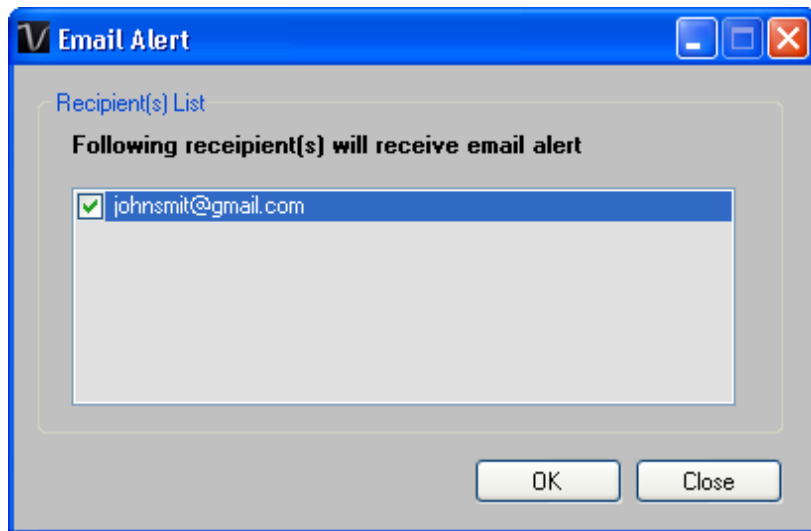 Email Alert
Recipient(s) List
Following receipient(s) will receive email alert
johnsmit@gmail.com
OK Close